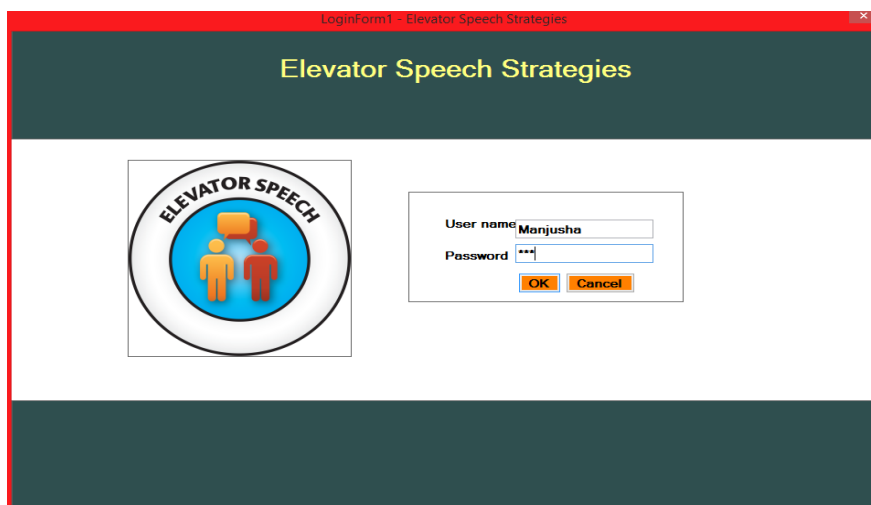 LoginForm1 - Elevator Speech Strategies
Elevator Speech Strategies
ELEVATOR SPEECH
User name Manjusha
Password ***
OK Cancel